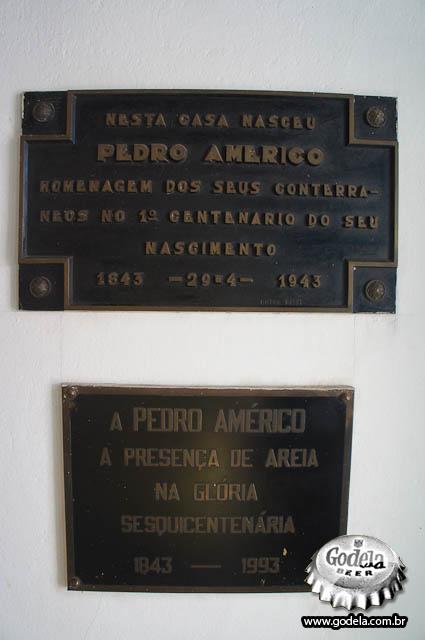 NESTA CASA NASCEU
PEDRO AMERICO
HOMENAGEM DOS SEUS CONTERRA-
NEOS NO 1º CENTENARIO DO SEU
NASCIMENTO
1843 — 29-4 — 1943
A PEDRO AMÉRICO
A PRESENÇA DE AREIA
NA GLÓRIA
SESQUICENTENÁRIA
1843 — 1993
Godela
BEER
www.godela.com.br